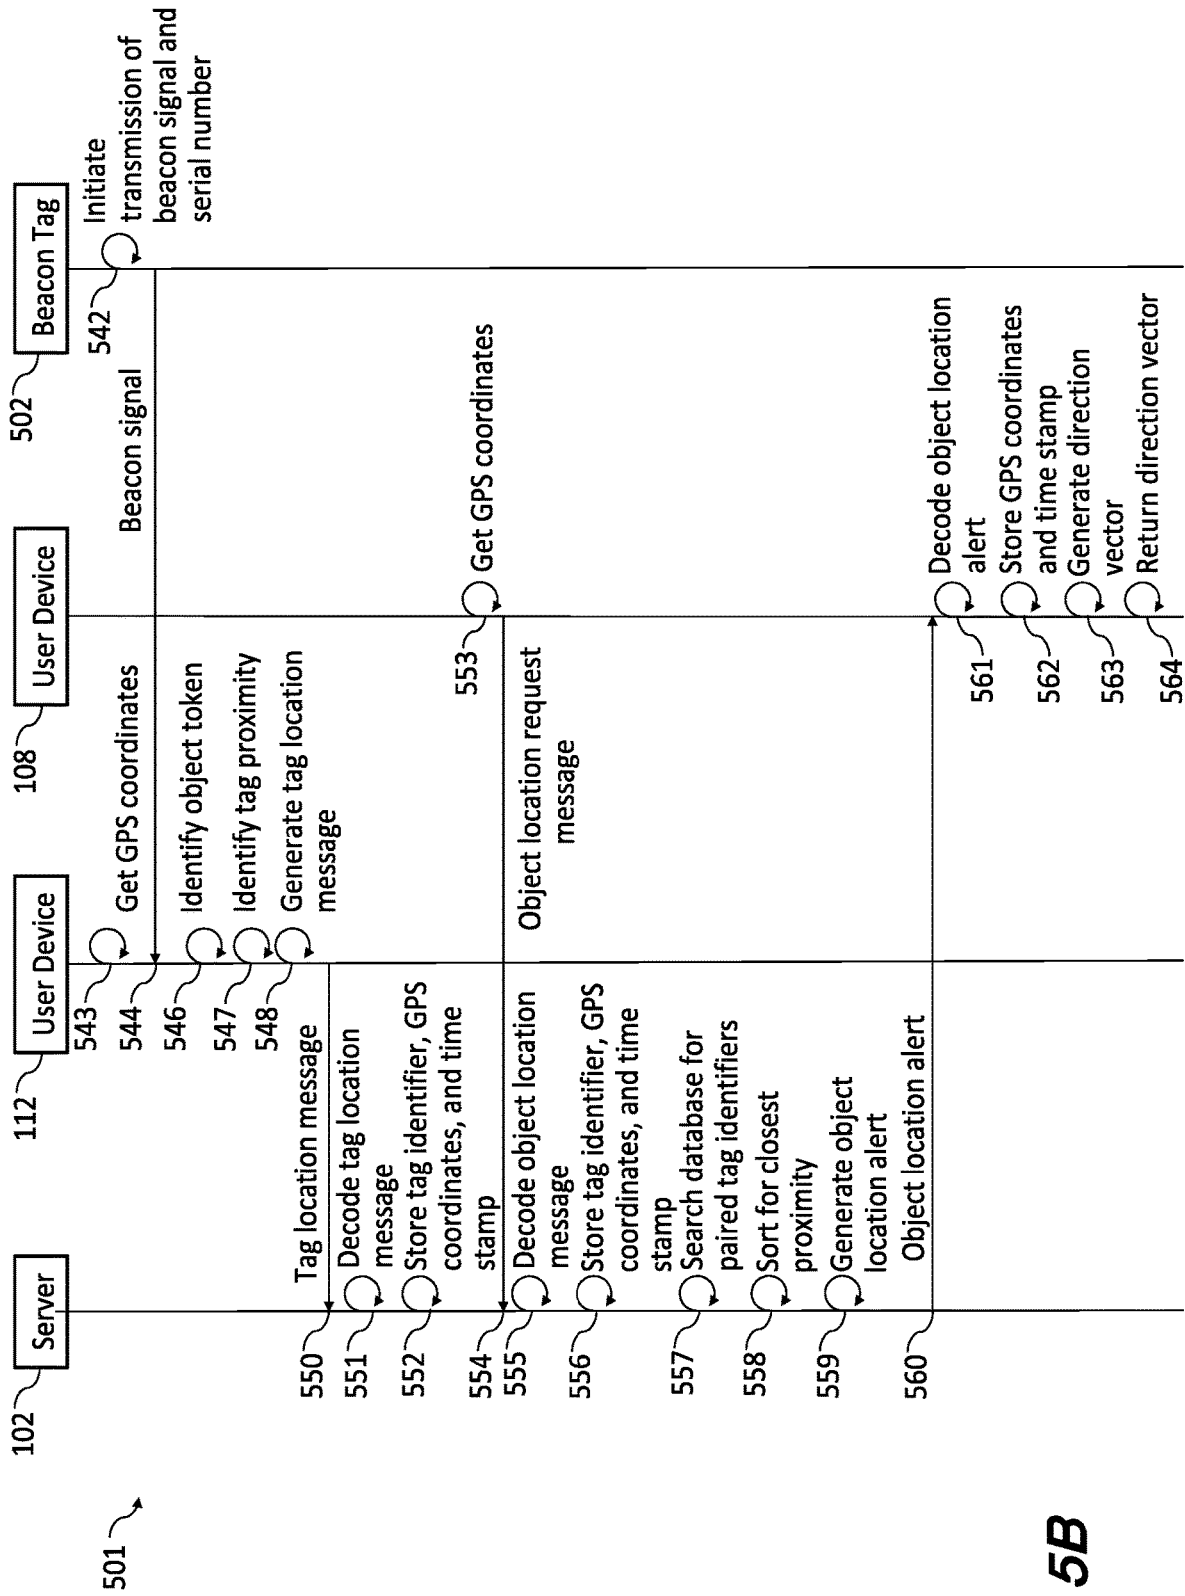 501
102
Server
112
User Device
108
User Device
502
Beacon Tag
542
Initiate
transmission of
beacon signal and
serial number
543
Get GPS coordinates
Beacon signal
544
546
Identify object token
547
Identify tag proximity
548
Generate tag location
message
Tag location message
550
551
Decode tag location
message
552
Store tag identifier, GPS
coordinates, and time
stamp
553
Get GPS coordinates
554
Object location request
message
555
Decode object location
message
556
Store tag identifier, GPS
coordinates, and time
stamp
557
Search database for
paired tag identifiers
558
Sort for closest
proximity
559
Generate object
location alert
560
Object location alert
561
Decode object location
alert
562
Store GPS coordinates
and time stamp
563
Generate direction
vector
564
Return direction vector
5B